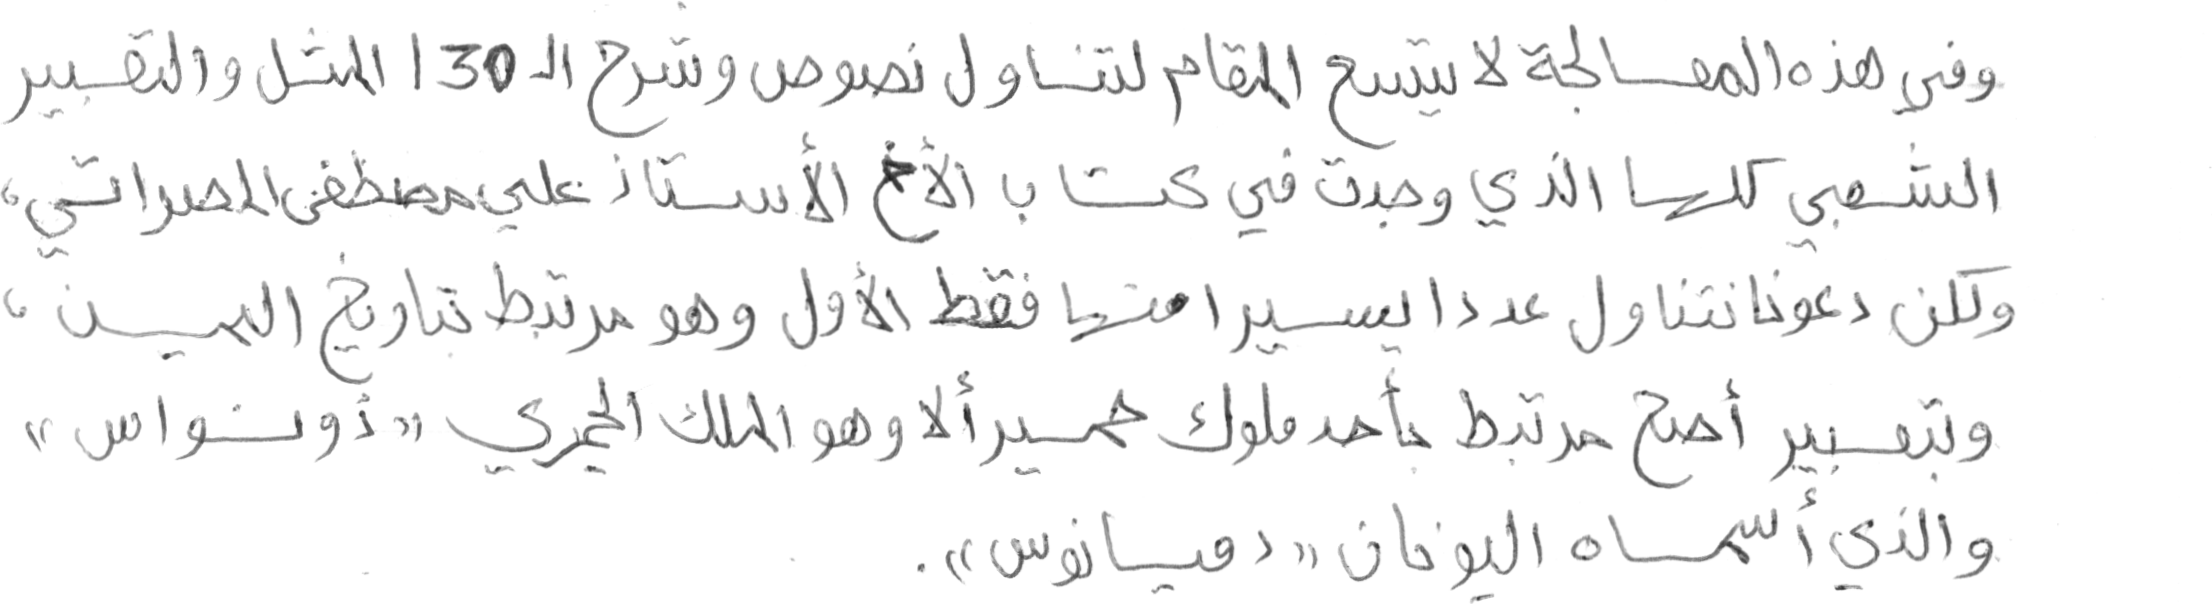 وفي هذه المعالجة لا يتسع المقام لتناول نصوص وشرح الـ 130 المثل والتعبير
الشعبي كلها الذي وجدت في كتاب الأخ الأستاذ علي مصطفى المصراتي،
ولكن دعونا نتناول عددا يسيرا منها فقط الأول وهو مرتبط بتاريخ اليمن،
وبتعبير أصح مرتبط بأحد ملوك حمير ألا وهو الملك الحميري «ذو نواس»
والذي أسماه اليونان «دميانوس».